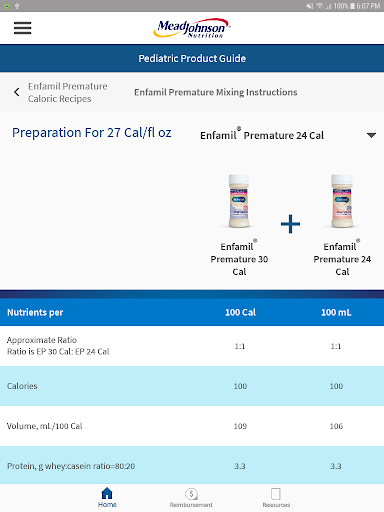 100% 6:07 PM
MeadJohnson™
Nutrition
Pediatric Product Guide
Enfamil Premature
Caloric Recipes
Enfamil Premature Mixing Instructions
Preparation For 27 Cal/fl oz
Enfamil® Premature 24 Cal
Enfamil
+
Enfamil®
Premature 30
Cal
Enfamil®
Premature 24
Cal
Nutrients per 100 Cal 100 mL
Approximate Ratio
Ratio is EP 30 Cal: EP 24 Cal 1:1 1:1
Calories 100 100
Volume, mL/100 Cal 109 106
Protein, g whey:casein ratio=80:20 3.3 3.3
Home
Reimbursement
Resources